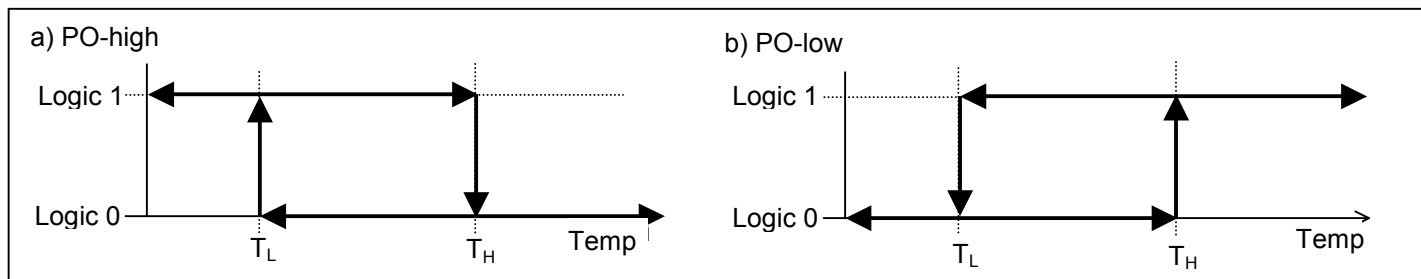 a) PO-high
Logic 1
Logic 0
TL
TH
Temp
b) PO-low
Logic 1
Logic 0
TL
TH
Temp